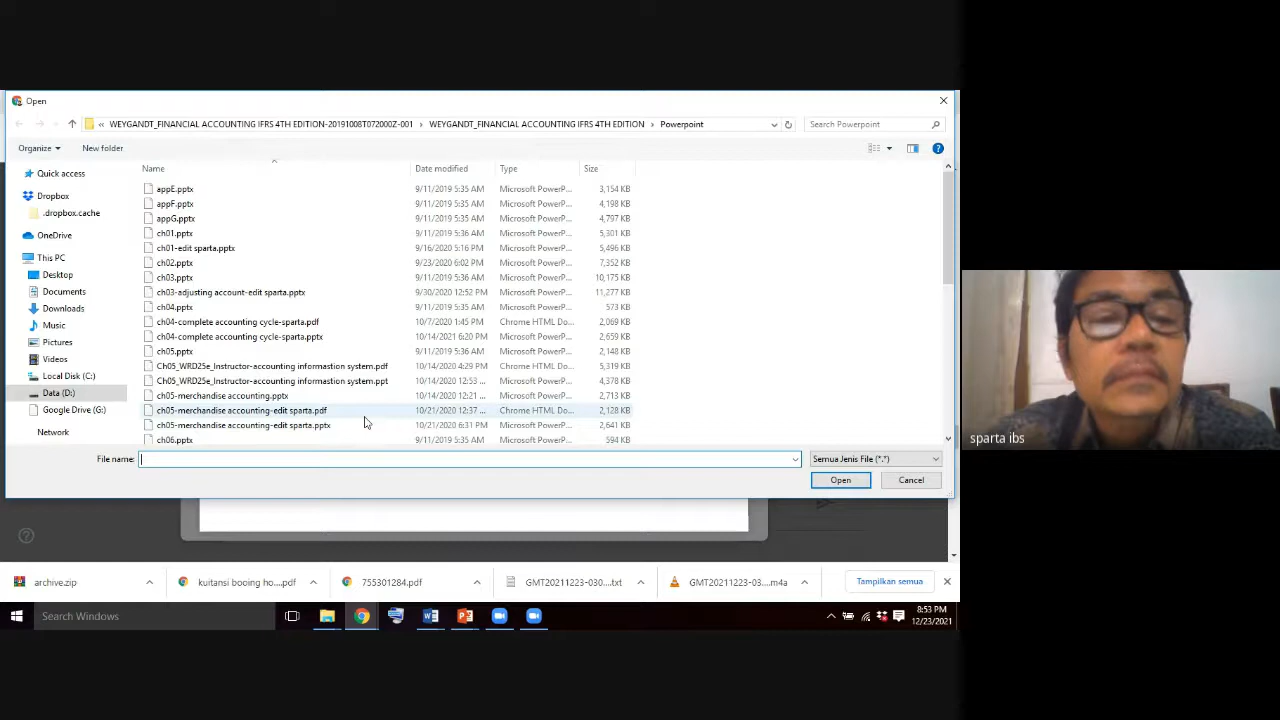 Open
« WEYGANDT_FINANCIAL ACCOUNTING IFRS 4TH EDITION-20191008T072000Z-001 › WEYGANDT_FINANCIAL ACCOUNTING IFRS 4TH EDITION › Powerpoint
Search Powerpoint
Organize
New folder
Name Date modified Type Size
Quick access
Dropbox
.dropbox.cache
OneDrive
This PC
Desktop
Documents
Downloads
Music
Pictures
Videos
Local Disk (C:)
Data (D:)
Google Drive (G:)
Network
appE.pptx 9/11/2019 5:35 AM Microsoft PowerP... 3,154 KB
appF.pptx 9/11/2019 5:35 AM Microsoft PowerP... 4,198 KB
appG.pptx 9/11/2019 5:35 AM Microsoft PowerP... 4,797 KB
ch01.pptx 9/11/2019 5:35 AM Microsoft PowerP... 5,301 KB
ch01-edit sparta.pptx 9/16/2020 5:16 PM Microsoft PowerP... 5,496 KB
ch02.pptx 9/23/2020 6:02 PM Microsoft PowerP... 7,352 KB
ch03.pptx 9/11/2019 5:36 AM Microsoft PowerP... 10,175 KB
ch03-adjusting account-edit sparta.pptx 9/30/2020 12:52 PM Microsoft PowerP... 11,277 KB
ch04.pptx 9/11/2019 5:35 AM Microsoft PowerP... 573 KB
ch04-complete accounting cycle-sparta.pdf 10/7/2020 1:45 PM Chrome HTML Do... 2,069 KB
ch04-complete accounting cycle-sparta.pptx 10/14/2021 6:20 PM Microsoft PowerP... 2,659 KB
ch05.pptx 9/11/2019 5:36 AM Microsoft PowerP... 2,148 KB
Ch05_WRD25e_Instructor-accounting informastion system.pdf 10/14/2020 4:29 PM Chrome HTML Do... 5,319 KB
Ch05_WRD25e_Instructor-accounting informastion system.ppt 10/14/2020 12:53 ... Microsoft PowerP... 4,378 KB
ch05-merchandise accounting.pptx 10/14/2020 12:21 ... Microsoft PowerP... 2,713 KB
ch05-merchandise accounting-edit sparta.pdf 10/21/2020 12:37 ... Chrome HTML Do... 2,128 KB
ch05-merchandise accounting-edit sparta.pptx 10/21/2020 6:31 PM Microsoft PowerP... 2,641 KB
ch06.pptx 9/11/2019 5:35 AM Microsoft PowerP... 594 KB
File name:
Semua Jenis File (*.*)
Open
Cancel
sparta ibs
archive.zip
kuitansi booing ho....pdf
755301284.pdf
GMT20211223-030....txt
GMT20211223-03....m4a
Tampilkan semua
Search Windows
8:53 PM
12/23/2021